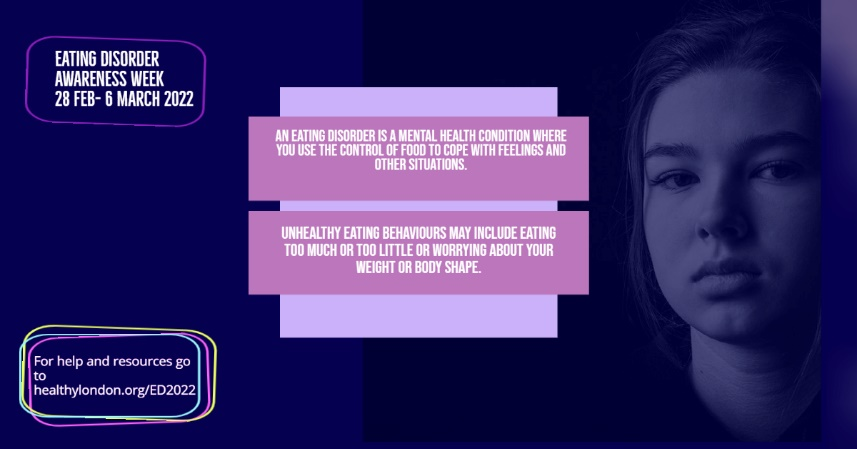 EATING DISORDER
AWARENESS WEEK
28 FEB- 6 MARCH 2022
AN EATING DISORDER IS A MENTAL HEALTH CONDITION WHERE
YOU USE THE CONTROL OF FOOD TO COPE WITH FEELINGS AND
OTHER SITUATIONS.
UNHEALTHY EATING BEHAVIOURS MAY INCLUDE EATING
TOO MUCH OR TOO LITTLE OR WORRYING ABOUT YOUR
WEIGHT OR BODY SHAPE.
For help and resources go
to
healthylondon.org/ED2022